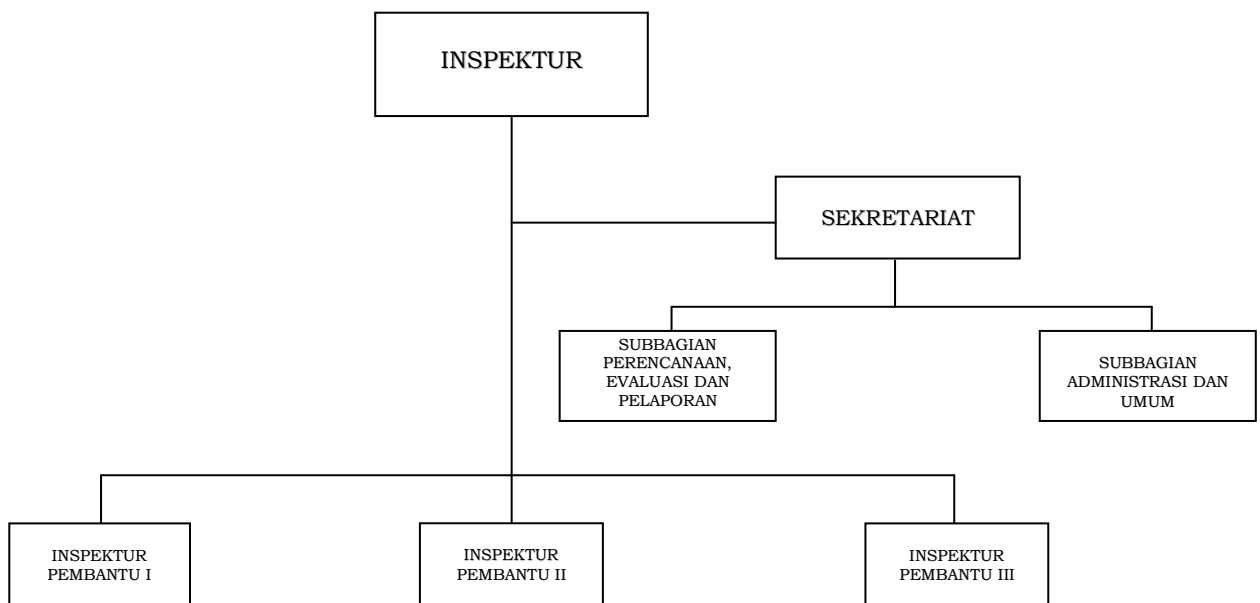 INSPEKTUR
SEKRETARIAT
SUBBAGIAN
PERENCANAAN,
EVALUASI DAN
PELAPORAN
SUBBAGIAN
ADMINISTRASI DAN
UMUM
INSPEKTUR
PEMBANTU I
INSPEKTUR
PEMBANTU II
INSPEKTUR
PEMBANTU III